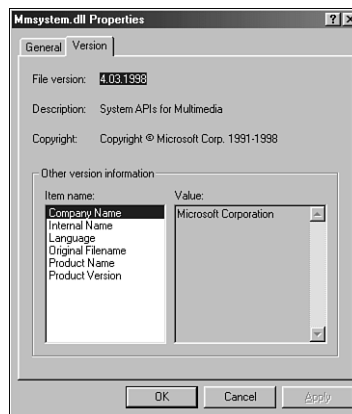 Mmsystem.dll Properties
General Version
File version: 4.03.1998
Description: System APIs for Multimedia
Copyright: Copyright © Microsoft Corp. 1991-1998
Other version information
Item name: Value:
Company Name Microsoft Corporation
Internal Name
Language
Original Filename
Product Name
Product Version
OK Cancel Apply